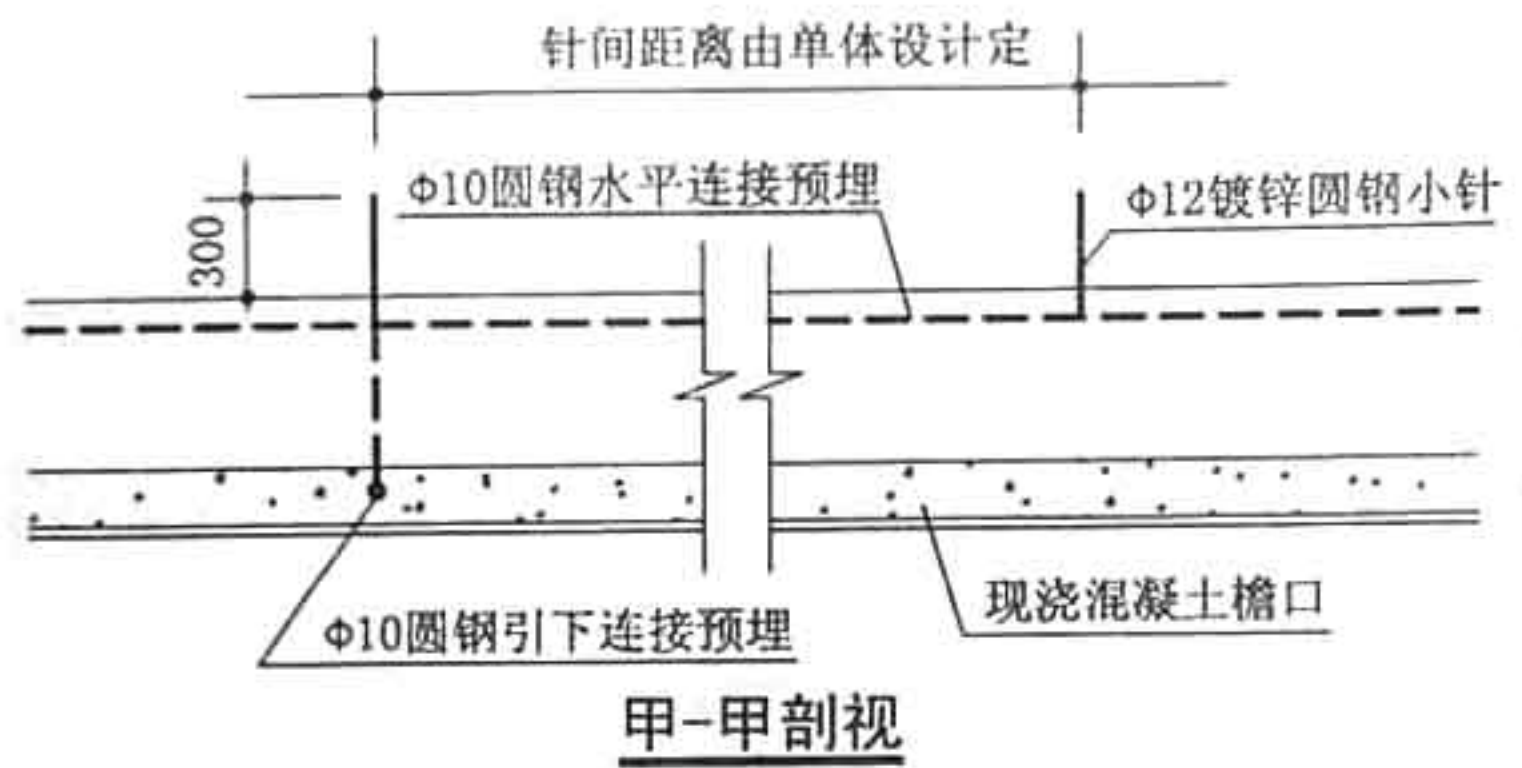 针间距离由单体设计定
Φ10圆钢水平连接预埋
Φ12镀锌圆钢小针
300
现浇混凝土檐口
Φ10圆钢引下连接预埋
甲-甲剖视